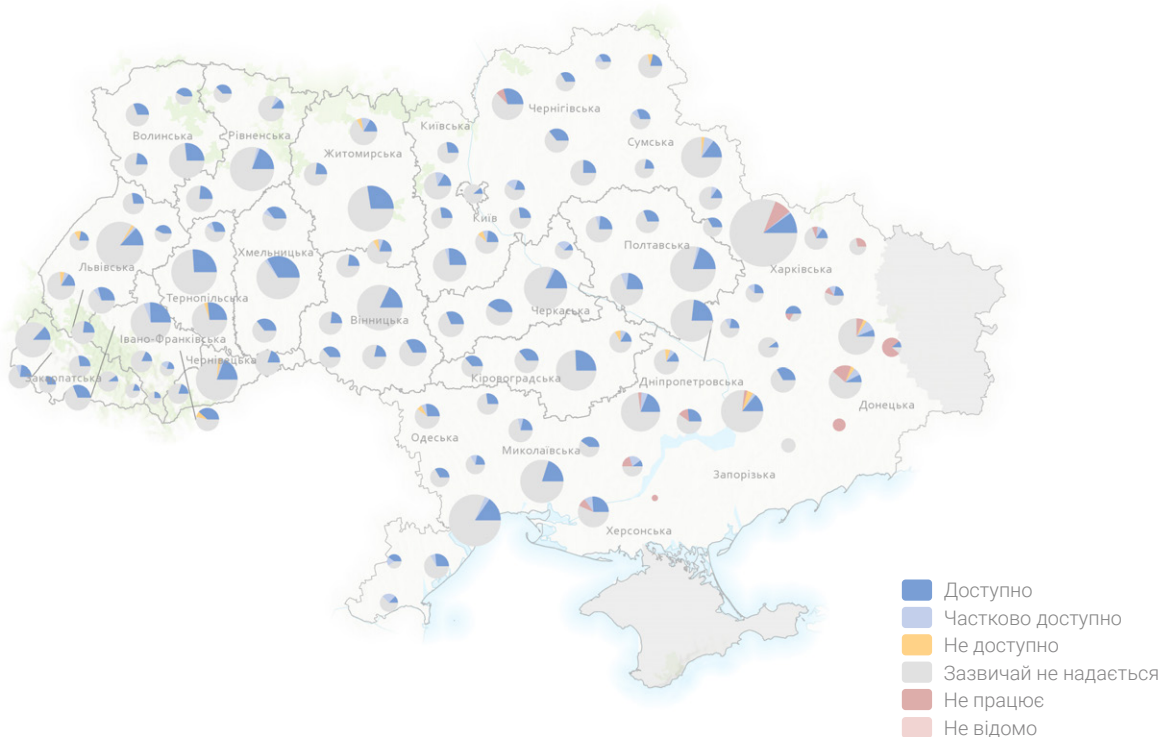 Чернігівська
Київська
Волинська
Рівненська
Сумська
Житомирська
Київ
Полтавська
Хмельницька
Львівська
Харківська
Тернопільська
Вінницька
Черкаська
Івано-Франківська
Чернівецька
Закарпатська
Кіровоградська
Дніпропетровська
Донецька
Одеська
Миколаївська
Запорізька
Херсонська
Доступно
Частково доступно
Не доступно
Зазвичай не надається
Не працює
Не відомо